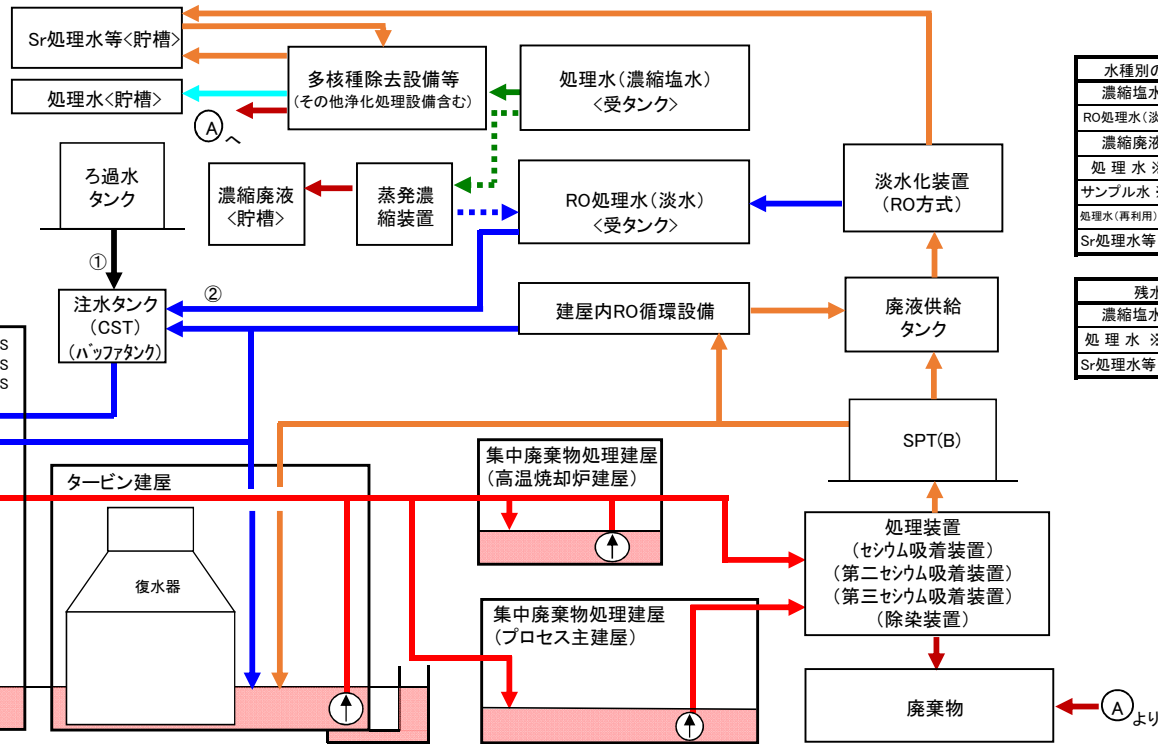 Sr処理水等<貯槽>
処理水<貯槽>
多核種除去設備等
(その他浄化処理設備含む)
Aへ
処理水(濃縮塩水)
<受タンク>
ろ過水
タンク
濃縮廃液
<貯槽>
蒸発濃
縮装置
RO処理水(淡水)
<受タンク>
淡水化装置
(RO方式)
①
②
注水タンク
(CST)
(バッファタンク)
建屋内RO循環設備
廃液供給
タンク
S
S
S
SPT(B)
タービン建屋
復水器
集中廃棄物処理建屋
(高温焼却炉建屋)
集中廃棄物処理建屋
(プロセス主建屋)
処理装置
(セシウム吸着装置)
(第二セシウム吸着装置)
(第三セシウム吸着装置)
(除染装置)
廃棄物
Aより
水種別の
濃縮塩水
RO処理水(淡
濃縮廃液
処 理 水 ※
サンプル水 ※
処理水(再利用)
Sr処理水等
残水
濃縮塩水
処 理 水 ※
Sr処理水等